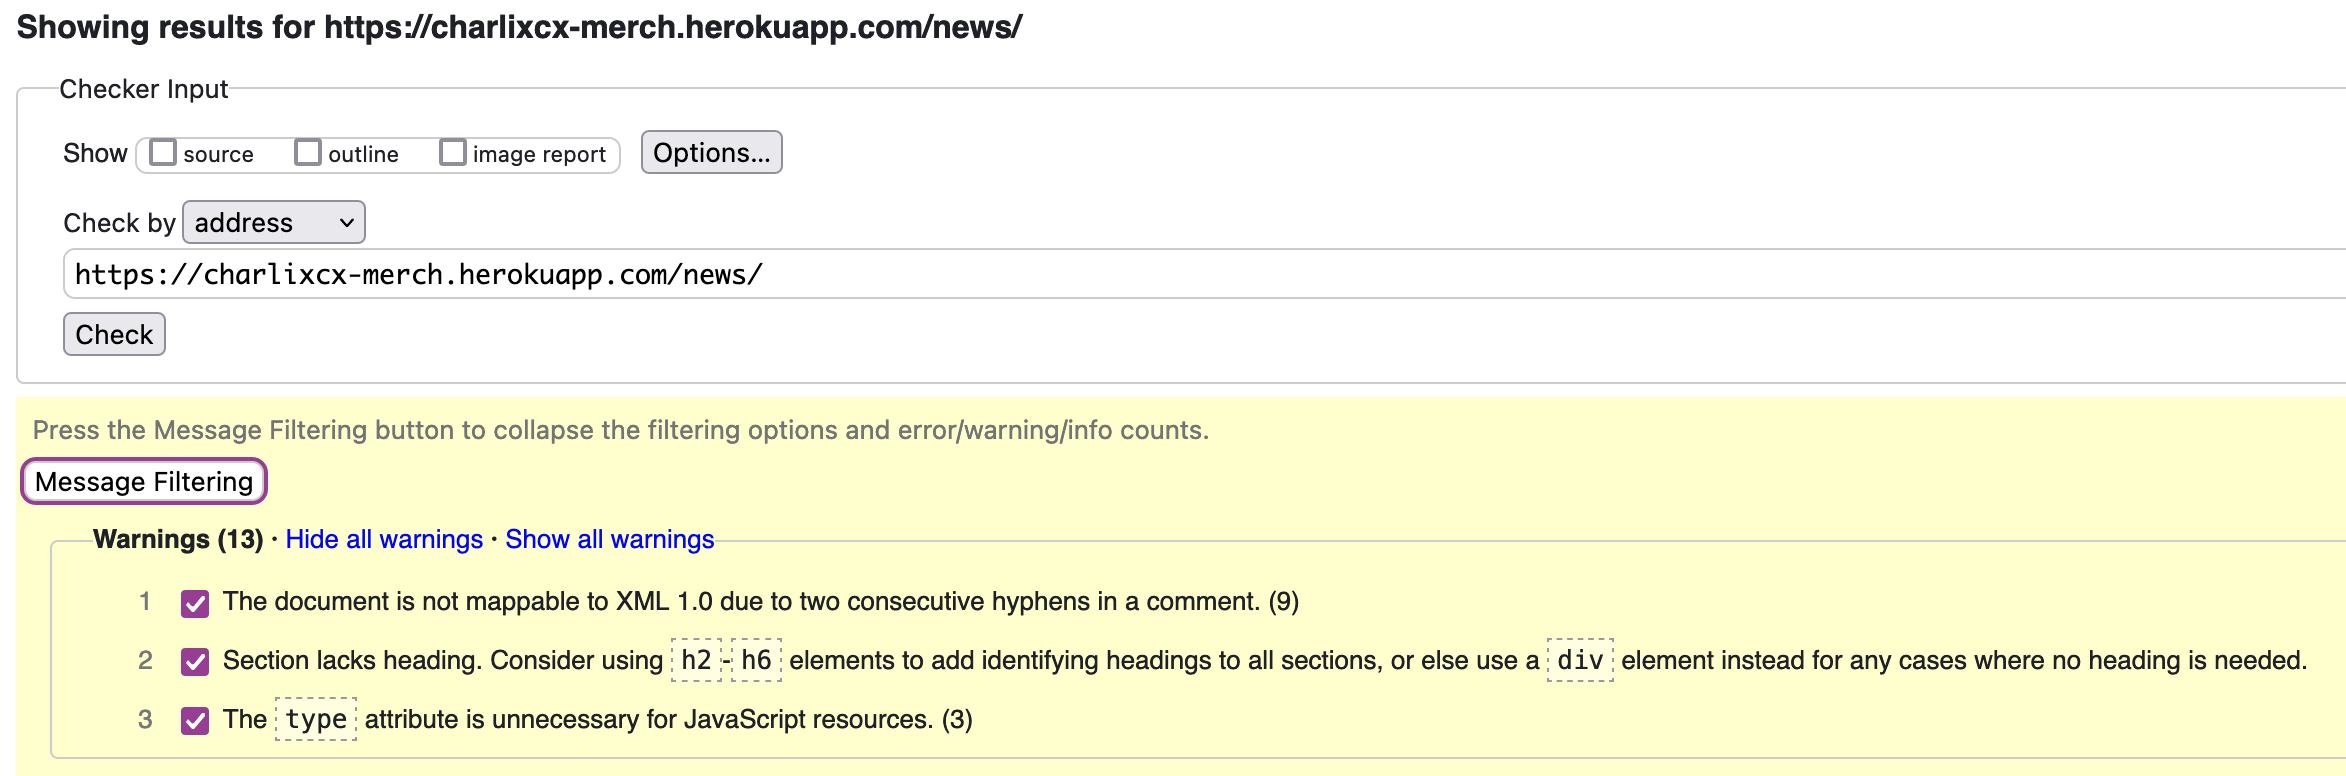 Showing results for https://charlixcx-merch.herokuapp.com/news/
Checker Input
Show source outline image report Options...
Check by address
https://charlixcx-merch.herokuapp.com/news/
Check
Press the Message Filtering button to collapse the filtering options and error/warning/info counts.
Message Filtering
Warnings (13) · Hide all warnings · Show all warnings
1 The document is not mappable to XML 1.0 due to two consecutive hyphens in a comment. (9)
2 Section lacks heading. Consider using h2-h6 elements to add identifying headings to all sections, or else use a div element instead for any cases where no heading is needed.
3 The type attribute is unnecessary for JavaScript resources. (3)